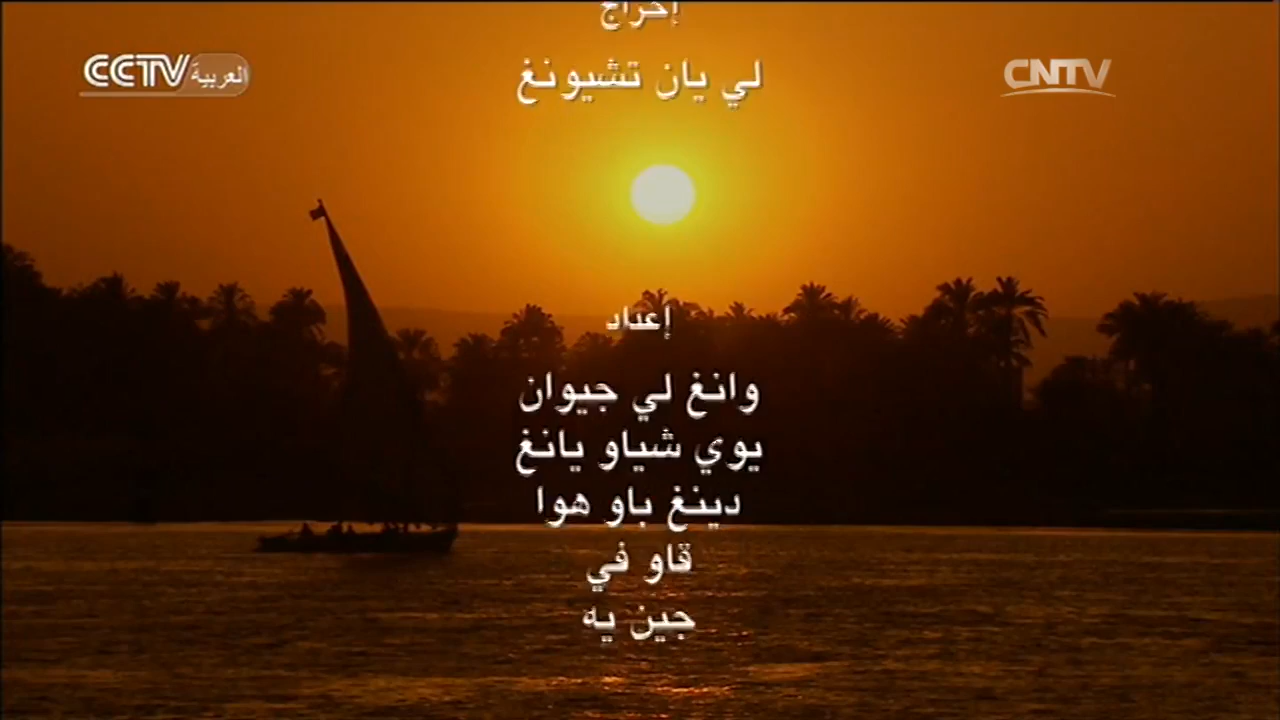 إخراج
CCTV العربية
CNTV
لي يان تشيونغ
إعداد
وانغ لي جيوان
يوي شياو يانغ
دينغ باو هوا
قاو في
جين يه